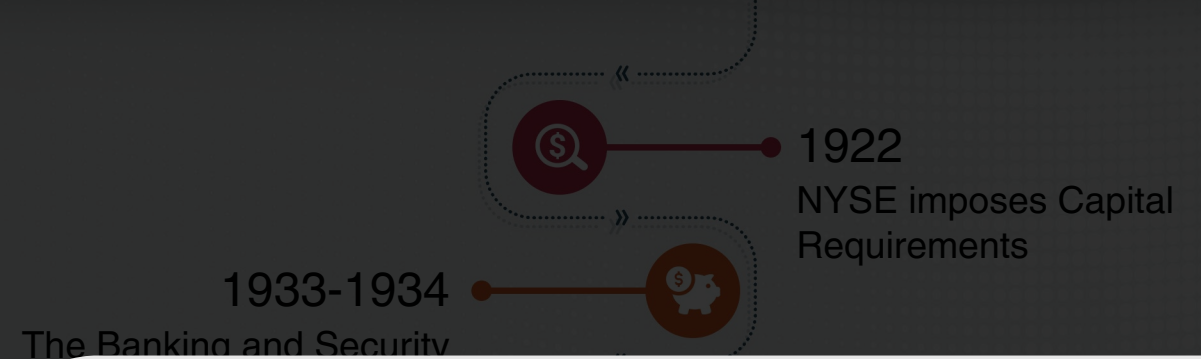 1922
NYSE imposes Capital
Requirements
1933-1934
The Banking and Security